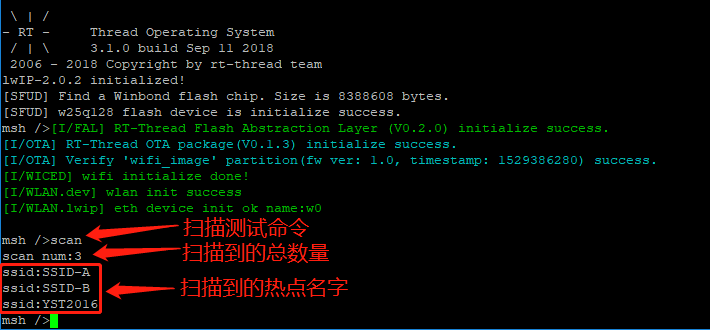 \ | /
- RT -     Thread Operating System
/ | \     3.1.0 build Sep 11 2018
2006 - 2018 Copyright by rt-thread team
lwIP-2.0.2 initialized!
[SFUD] Find a Winbond flash chip. Size is 8388608 bytes.
[SFUD] w25q128 flash device is initialize success.
msh />[I/FAL] RT-Thread Flash Abstraction Layer (V0.2.0) initialize success.
[I/OTA] RT-Thread OTA package(V0.1.3) initialize success.
[I/OTA] Verify 'wifi_image' partition(fw ver: 1.0, timestamp: 1529386280) success.
[I/WICED] wifi initialize done!
[I/WLAN.dev] wlan init success
[I/WLAN.lwip] eth device init ok name:w0
扫描测试命令
msh />scan
扫描到的总数量
scan num:3
ssid:SSID-A
ssid:SSID-B
扫描到的热点名字
ssid:YST2016
msh />